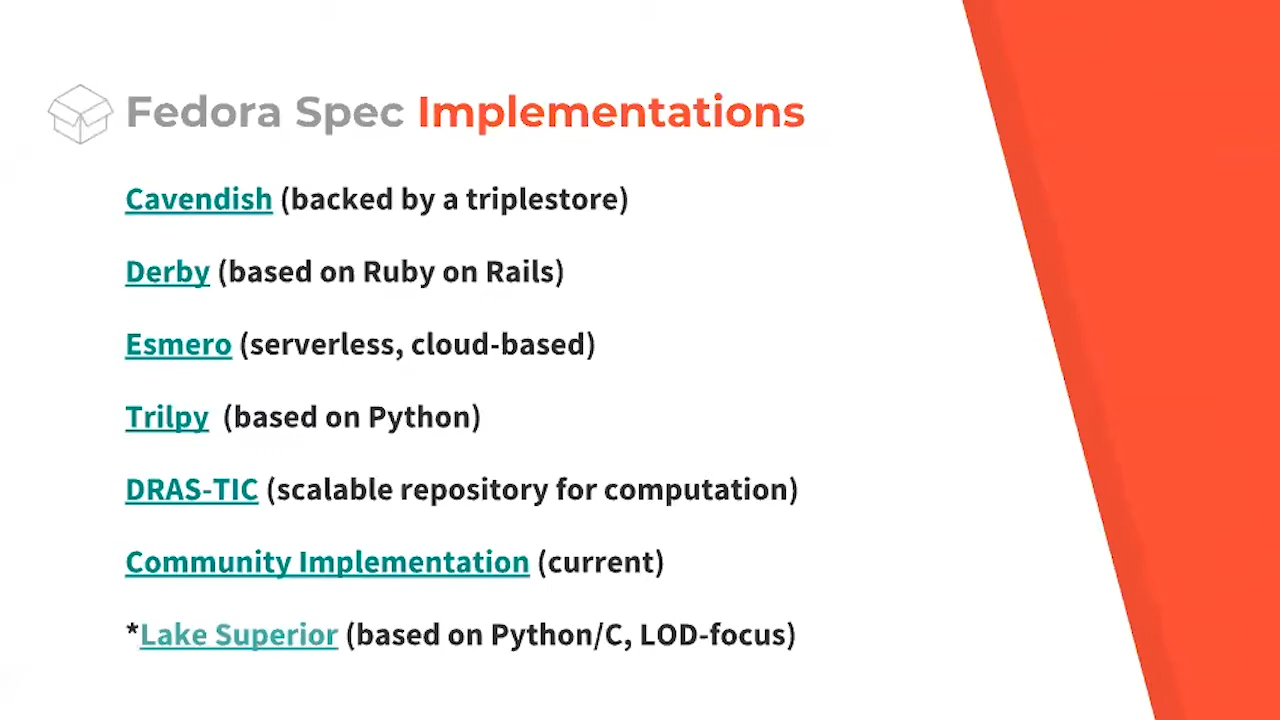 Fedora Spec Implementations
Cavendish (backed by a triplestore)
Derby (based on Ruby on Rails)
Esmero (serverless, cloud-based)
Trilpy (based on Python)
DRAS-TIC (scalable repository for computation)
Community Implementation (current)
*Lake Superior (based on Python/C, LOD-focus)